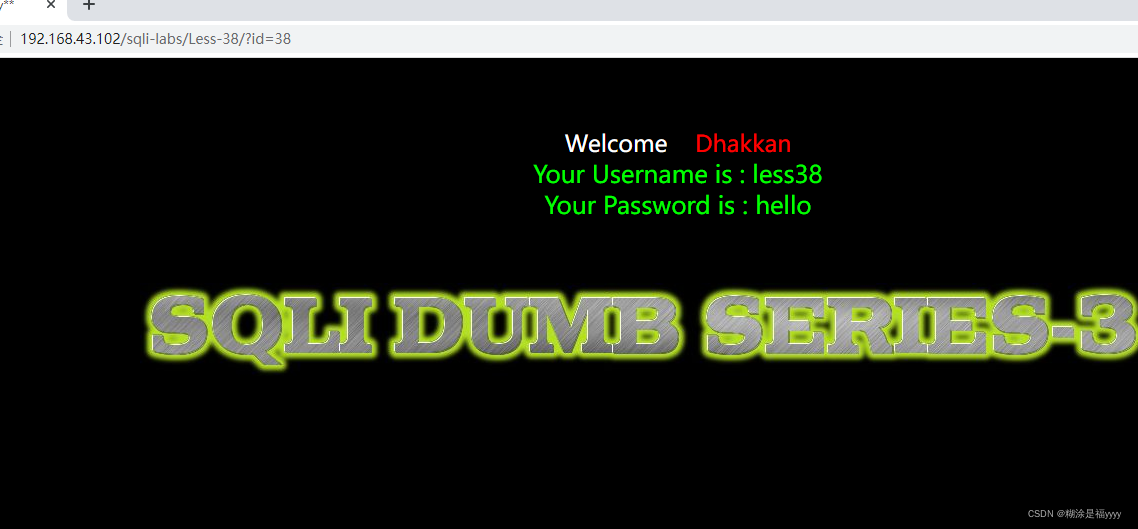 192.168.43.102/sqli-labs/Less-38/?id=38
Welcome Dhakkan
Your Username is : less38
Your Password is : hello
SQLI DUMB SERIES-3
CSDN @糊涂是福yyyy